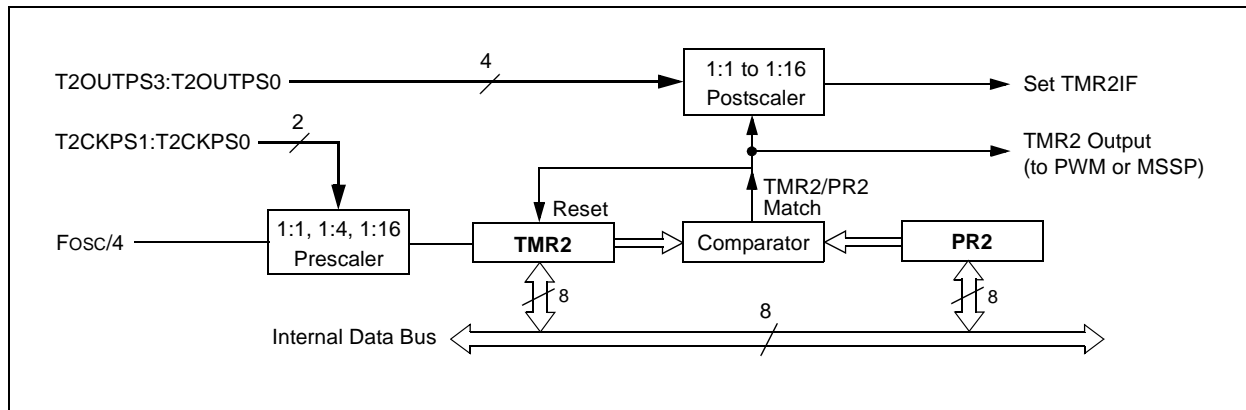 T2OUTPS3:T2OUTPS0
4
1:1 to 1:16
Postscaler
Set TMR2IF
T2CKPS1:T2CKPS0
2
TMR2 Output
(to PWM or MSSP)
TMR2/PR2
Match
Reset
FOSC/4
1:1, 1:4, 1:16
Prescaler
TMR2
Comparator
PR2
8
8
Internal Data Bus
8